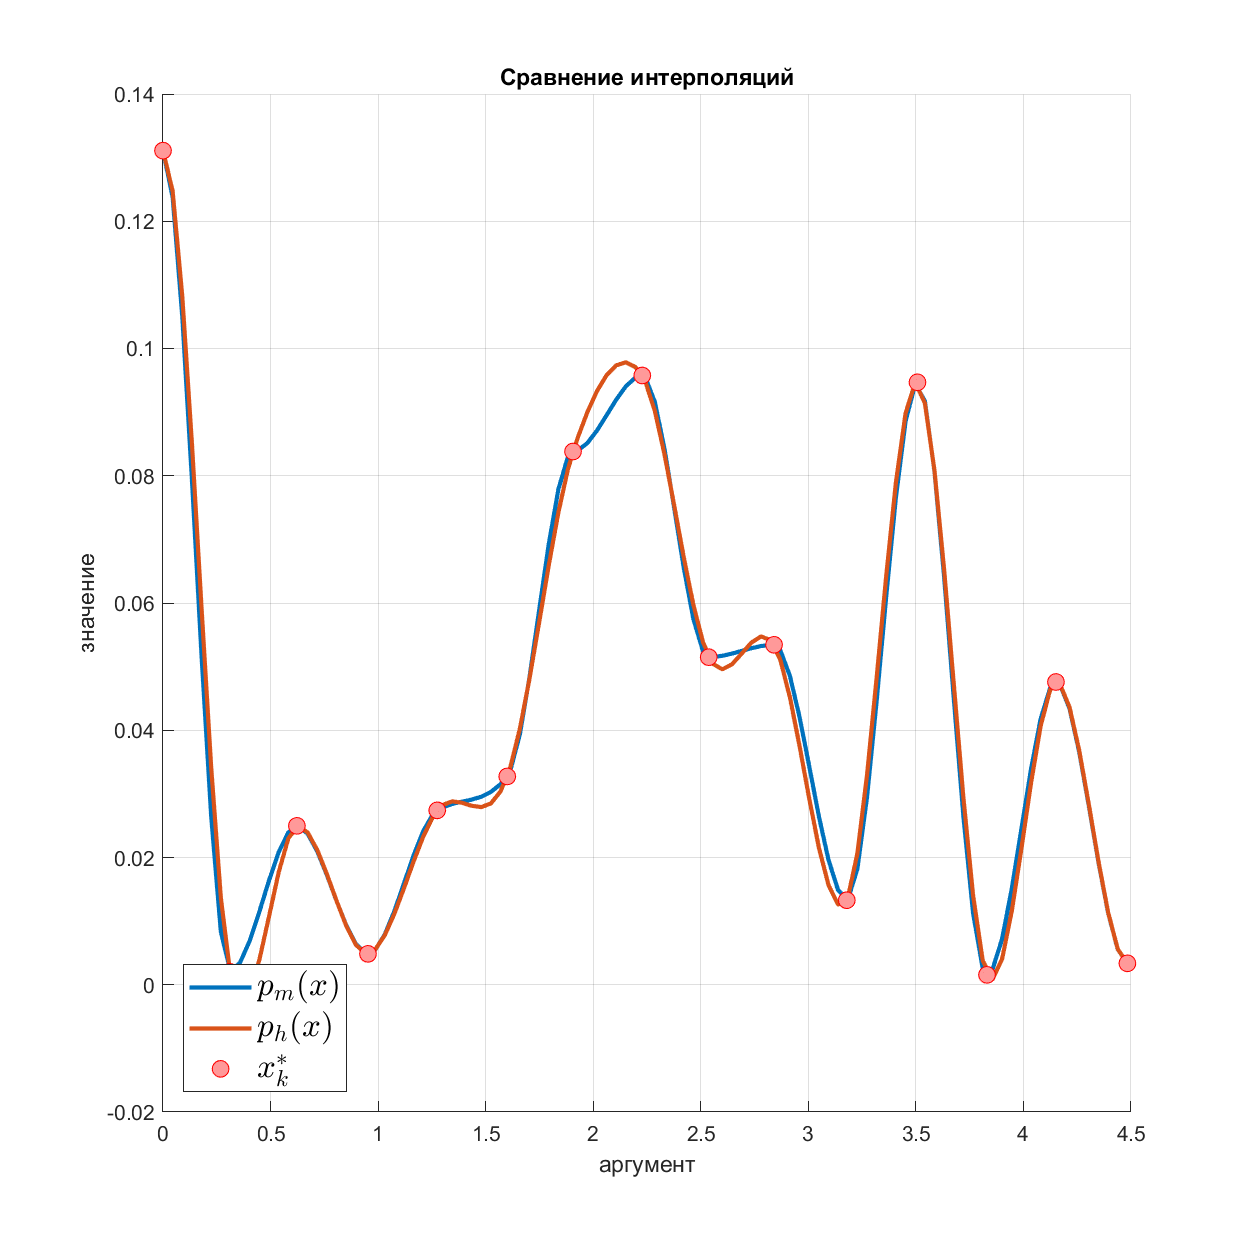 Сравнение интерполяций
0.14
0.12
0.1
0.08
0.06
0.04
0.02
0
-0.02
значение
p_m(x)
p_h(x)
x_k^*
0 0.5 1 1.5 2 2.5 3 3.5 4 4.5
аргумент